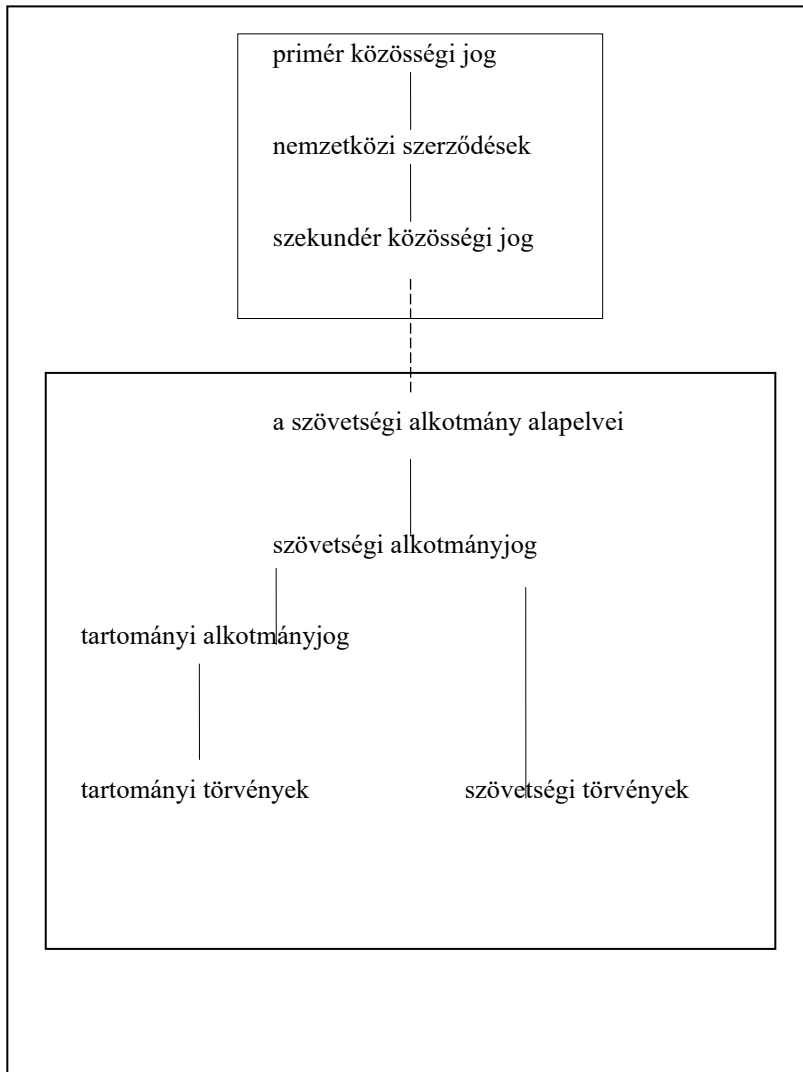 primér közösségi jog
nemzetközi szerződések
szekundér közösségi jog
a szövetségi alkotmány alapelvei
szövetségi alkotmányjog
tartományi alkotmányjog
tartományi törvények
szövetségi törvények